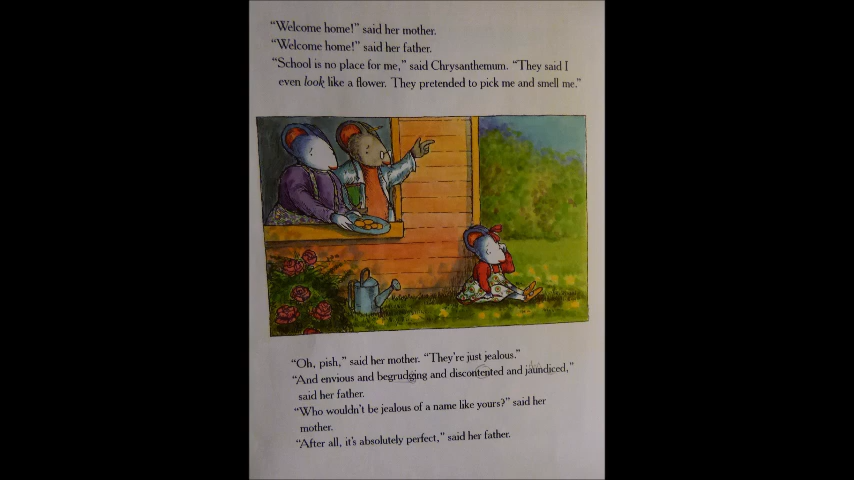 “Welcome home!” said her mother.
“Welcome home!” said her father.
“School is no place for me,” said Chrysanthemum. “They said I
even look like a flower. They pretended to pick me and smell me.”
“Oh, pish,” said her mother. “They’re just jealous.”
“And envious and begrudging and discontented and jaundiced,”
said her father.
“Who wouldn’t be jealous of a name like yours?” said her
mother.
“After all, it’s absolutely perfect,” said her father.